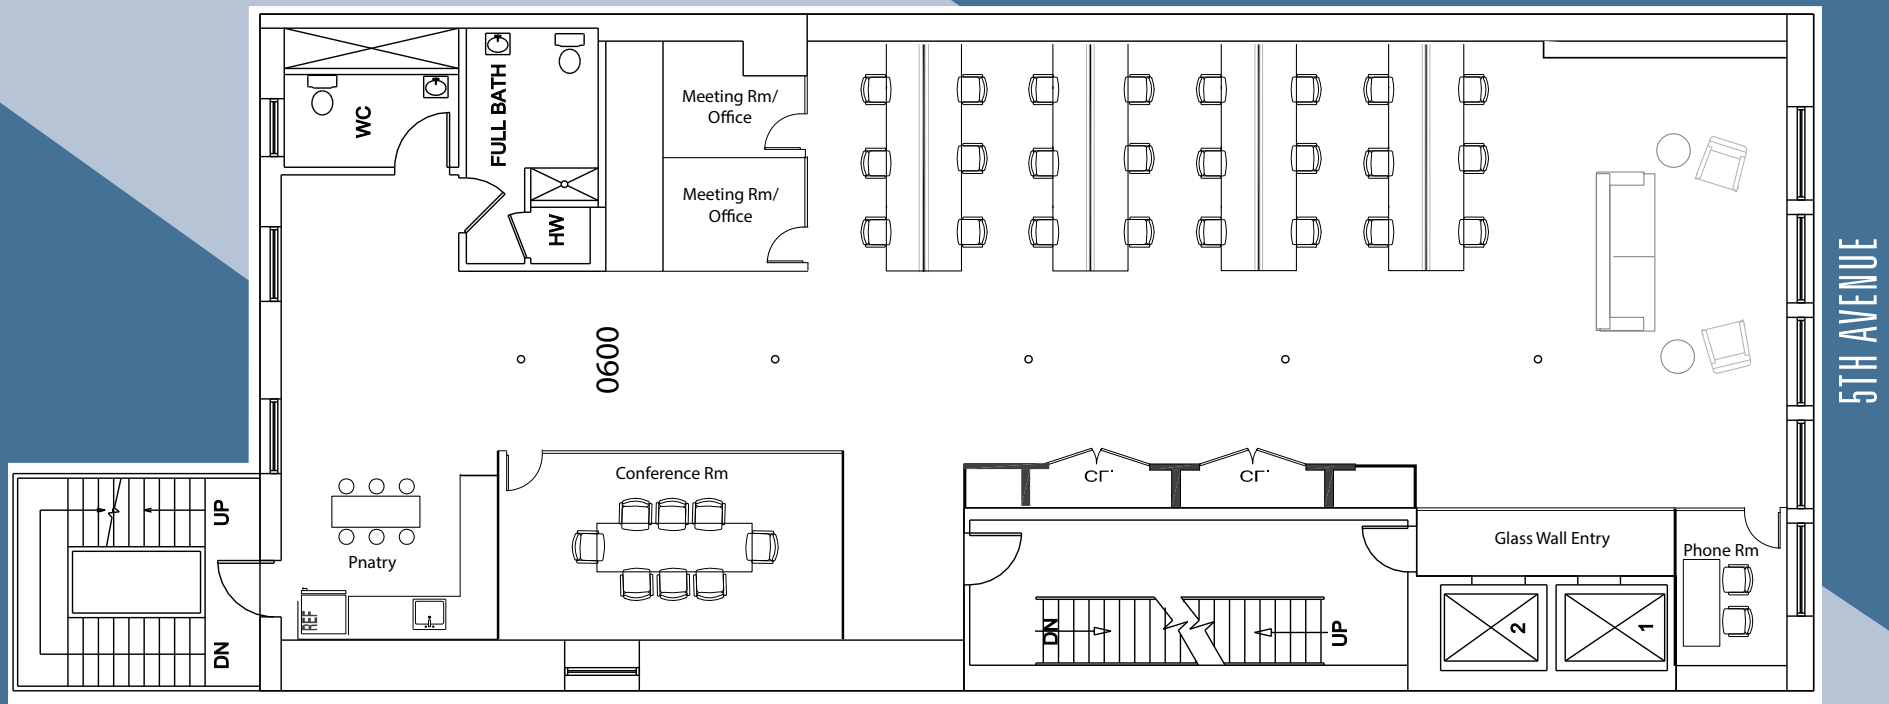 WC
FULL BATH
HW
Meeting Rm/
Office
Meeting Rm/
Office
0600
5TH AVENUE
UP
DN
Pnatry
REF
Conference Rm
CL.
CL.
DN
UP
Glass Wall Entry
2
1
Phone Rm